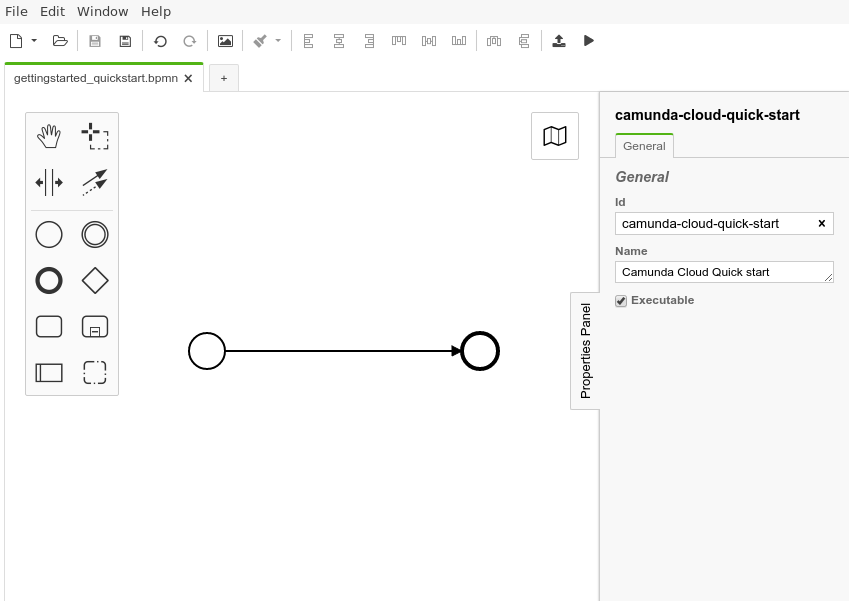 File Edit Window Help
gettingstarted_quickstart.bpmn ×
+
camunda-cloud-quick-start
General
General
Id
camunda-cloud-quick-start ×
Name
Camunda Cloud Quick start
Executable
Properties Panel